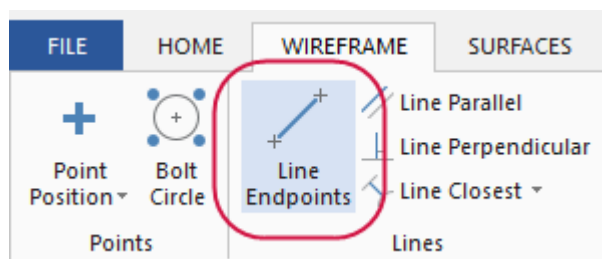 FILE HOME WIREFRAME SURFACES
Point Position
Bolt Circle
Line Endpoints
Line Parallel
Line Perpendicular
Line Closest
Points
Lines